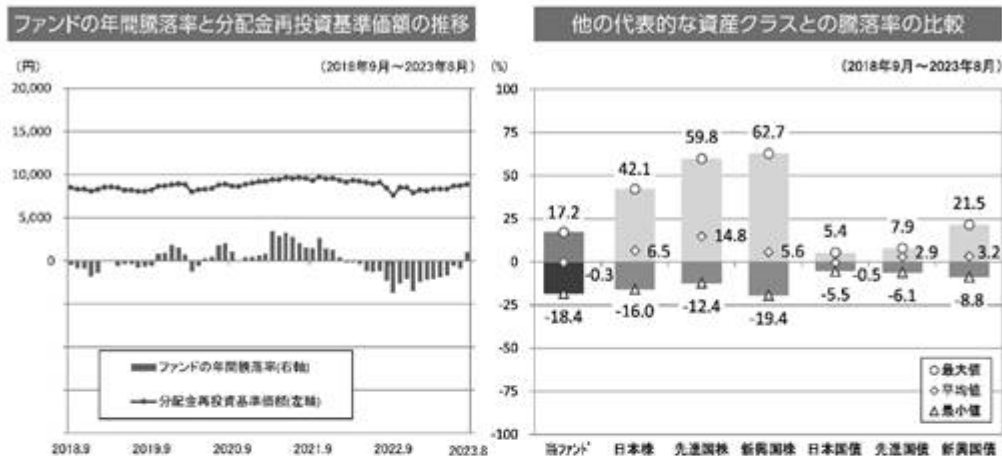 ファンドの年間騰落率と分配金再投資基準価額の推移
(円)
(2018年9月～2023年8月)
20,000
15,000
10,000
5,000
0
ファンドの年間騰落率(右軸)
分配金再投資基準価額(左軸)
2018.9 2019.9 2020.9 2021.9 2022.9 2023.8
他の代表的な資産クラスとの騰落率の比較
(%)
(2018年9月～2023年8月)
100
75
50
25
0
-25
-50
-75
-100
17.2 42.1 59.8 62.7 5.4 7.9 21.5
-0.3 6.5 14.8 5.6 -0.5 2.9 3.2
-18.4 -16.0 -12.4 -19.4 -5.5 -6.1 -8.8
最大値
平均値
最小値
当ファンド 日本株 先進国株 新興国株 日本国債 先進国債 新興国債